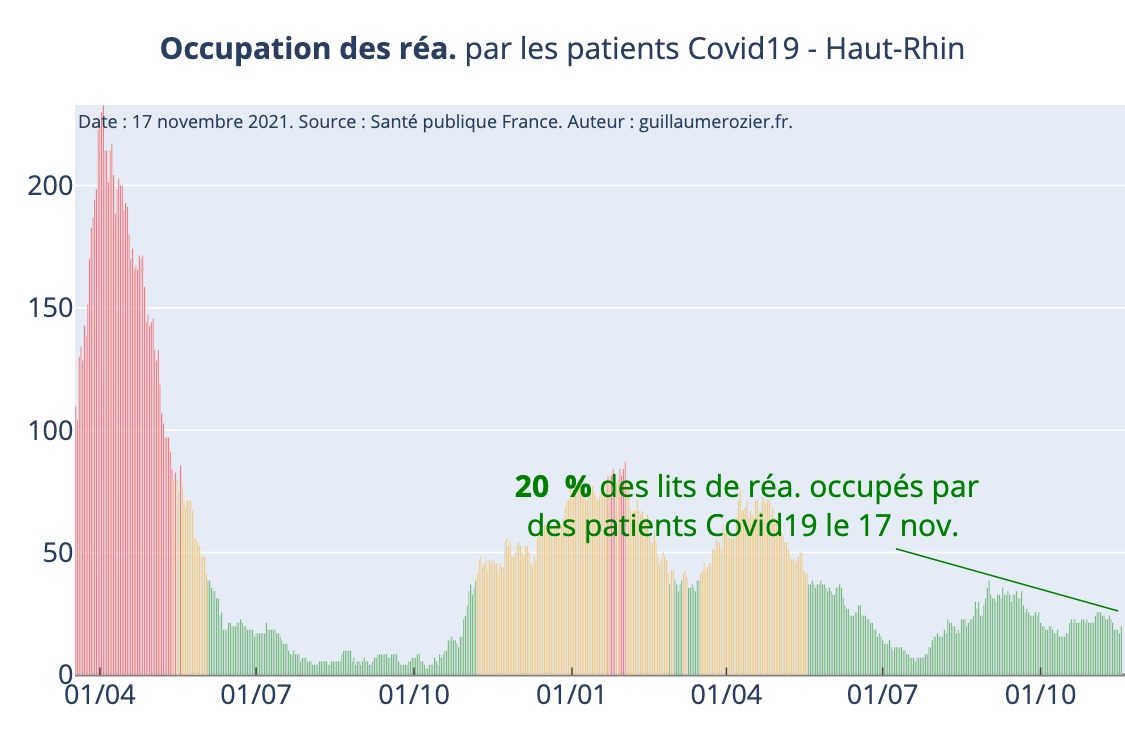 Occupation des réa. par les patients Covid19 - Haut-Rhin
Date : 17 novembre 2021. Source : Santé publique France. Auteur : guillaumerozier.fr.
200
150
100
20 % des lits de réa. occupés par
des patients Covid19 le 17 nov.
50
0
01/04 01/07 01/10 01/01 01/04 01/07 01/10